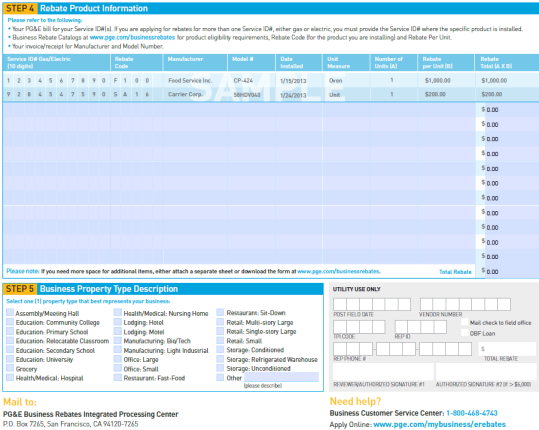 STEP 4 Rebate Product Information
Please refer to the following:
• Your PG&E bill for your Service ID#(s). If you are applying for rebates for more than one Service ID#, either gas or electric, you must provide the Service ID# where the specific product is installed.
• Business Rebate Catalogs at www.pge.com/businessrebates for product eligibility requirements, Rebate Code (for the product you are installing) and Rebate Per Unit.
• Your invoice/receipt for Manufacturer and Model Number.
Service ID# Gas/Electric (10 digits) Rebate Code Manufacturer Model # Date Installed Unit Measure Number of Units (A) Rebate per Unit (B) Rebate Total (A X B)
1 2 3 4 5 6 7 8 9 0 F 1 0 0 Food Service Inc. CP-424 1/15/2013 Oven 1 $1,000.00 $1,000.00
9 2 8 4 5 4 7 5 9 0 S A 1 6 Carrier Corp. 58HDV040 1/24/2013 Unit 1 $200.00 $200.00
SAMPLE
$ 0.00
$ 0.00
$ 0.00
$ 0.00
$ 0.00
$ 0.00
$ 0.00
$ 0.00
$ 0.00
$ 0.00
$ 0.00
Please note: If you need more space for additional items, either attach a separate sheet or download the form at www.pge.com/businessrebates. Total Rebate $ 0.00
STEP 5 Business Property Type Description
Select one (1) property type that best represents your business:
Assembly/Meeting Hall
Education: Community College
Education: Primary School
Education: Relocatable Classroom
Education: Secondary School
Education: University
Grocery
Health/Medical: Hospital
Health/Medical: Nursing Home
Lodging: Hotel
Lodging: Motel
Manufacturing: Bio/Tech
Manufacturing: Light Industrial
Office: Large
Office: Small
Restaurant: Fast-Food
Restaurant: Sit-Down
Retail: Multi-story Large
Retail: Single-story Large
Retail: Small
Storage: Conditioned
Storage: Refrigerated Warehouse
Storage: Unconditioned
Other
(please describe)
UTILITY USE ONLY
POST FIELD DATE VENDOR NUMBER
TPI CODE REP ID
Mail check to field office
OBF Loan
$
REP PHONE # TOTAL REBATE
REVIEWER/AUTHORIZED SIGNATURE #1 AUTHORIZED SIGNATURE #2 (IF > $5,000)
Mail to:
PG&E Business Rebates Integrated Processing Center
P.O. Box 7265, San Francisco, CA 94120-7265
Need help?
Business Customer Service Center: 1-800-468-4743
Apply Online: www.pge.com/mybusiness/erebates